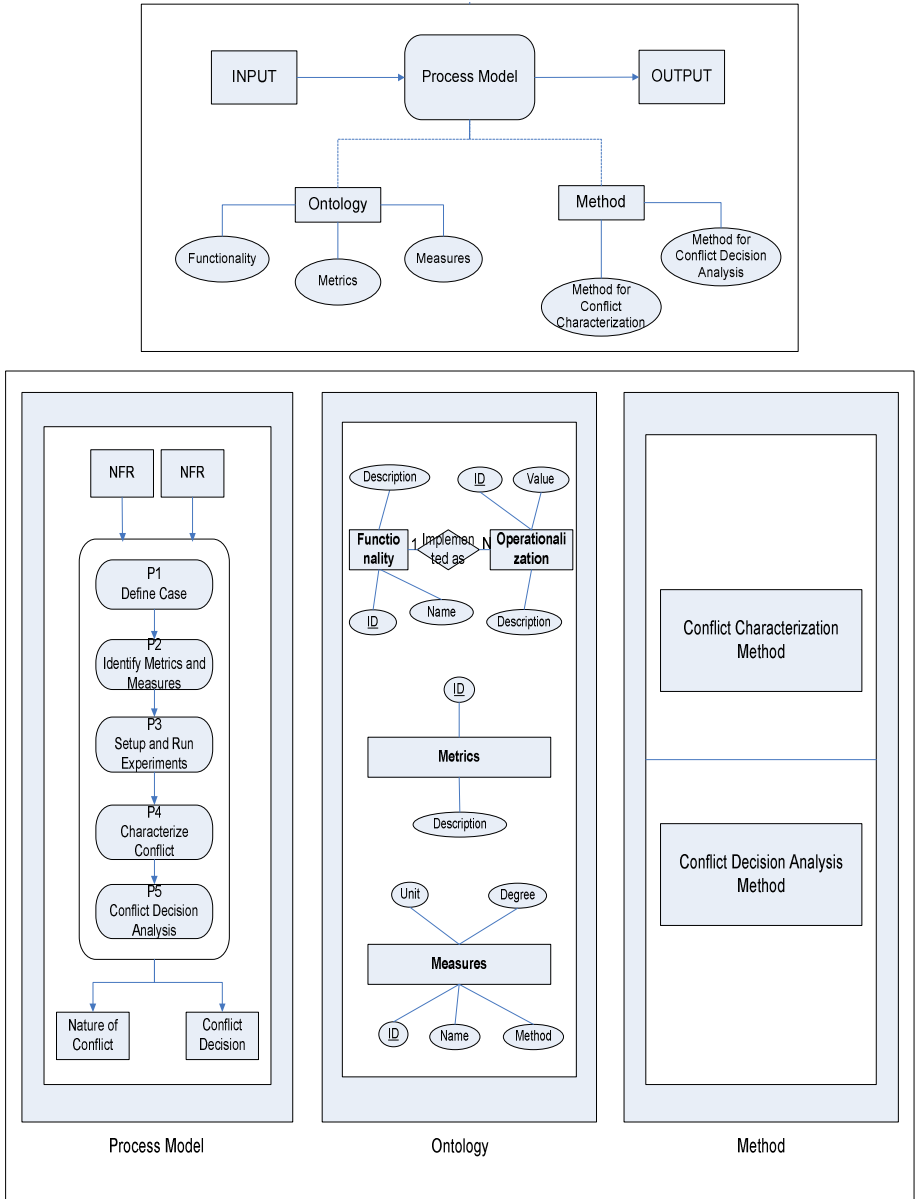 INPUT
Process Model
OUTPUT
Ontology
Method
Functionality
Metrics
Measures
Method for
Conflict
Characterization
Method for
Conflict Decision
Analysis
NFR
NFR
P1
Define Case
P2
Identify Metrics and
Measures
P3
Setup and Run
Experiments
P4
Characterize
Conflict
P5
Conflict Decision
Analysis
Nature of
Conflict
Conflict
Decision
Process Model
Description
ID
Value
Functio
nality
1
Implemen
ted as
N
Operationali
zation
ID
Name
Description
ID
Metrics
Description
Unit
Degree
Measures
ID
Name
Method
Ontology
Conflict Characterization
Method
Conflict Decision Analysis
Method
Method